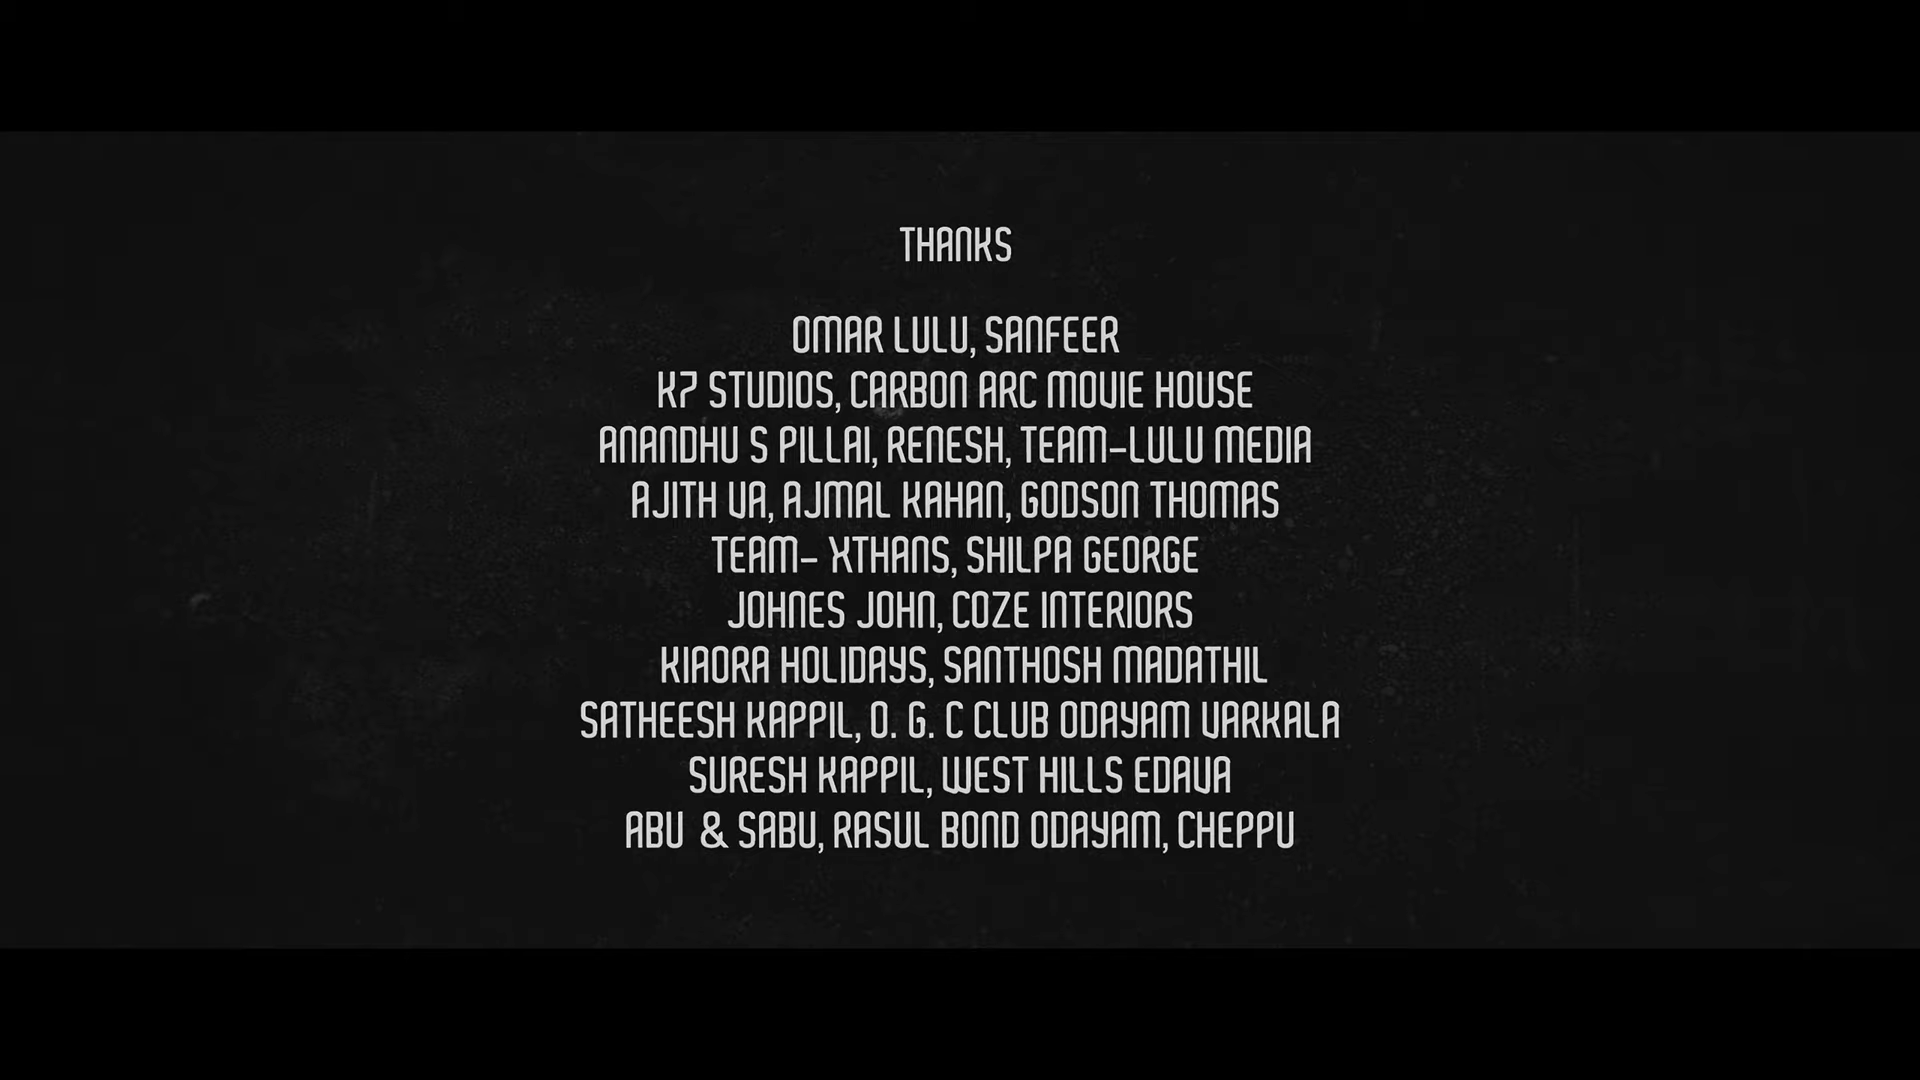 THANKS
OMAR LULU, SANFEER
K7 STUDIOS, CARBON ARC MOVIE HOUSE
ANANDHU S PILLAI, RENESH, TEAM-LULU MEDIA
AJITH VA, AJMAL KAHAN, GODSON THOMAS
TEAM- XTHANS, SHILPA GEORGE
JOHNES JOHN, COZE INTERIORS
KIAORA HOLIDAYS, SANTHOSH MADATHIL
SATHEESH KAPPIL, O. G. C CLUB ODAYAM VARKALA
SURESH KAPPIL, WEST HILLS EDAVA
ABU & SABU, RASUL BOND ODAYAM, CHEPPU